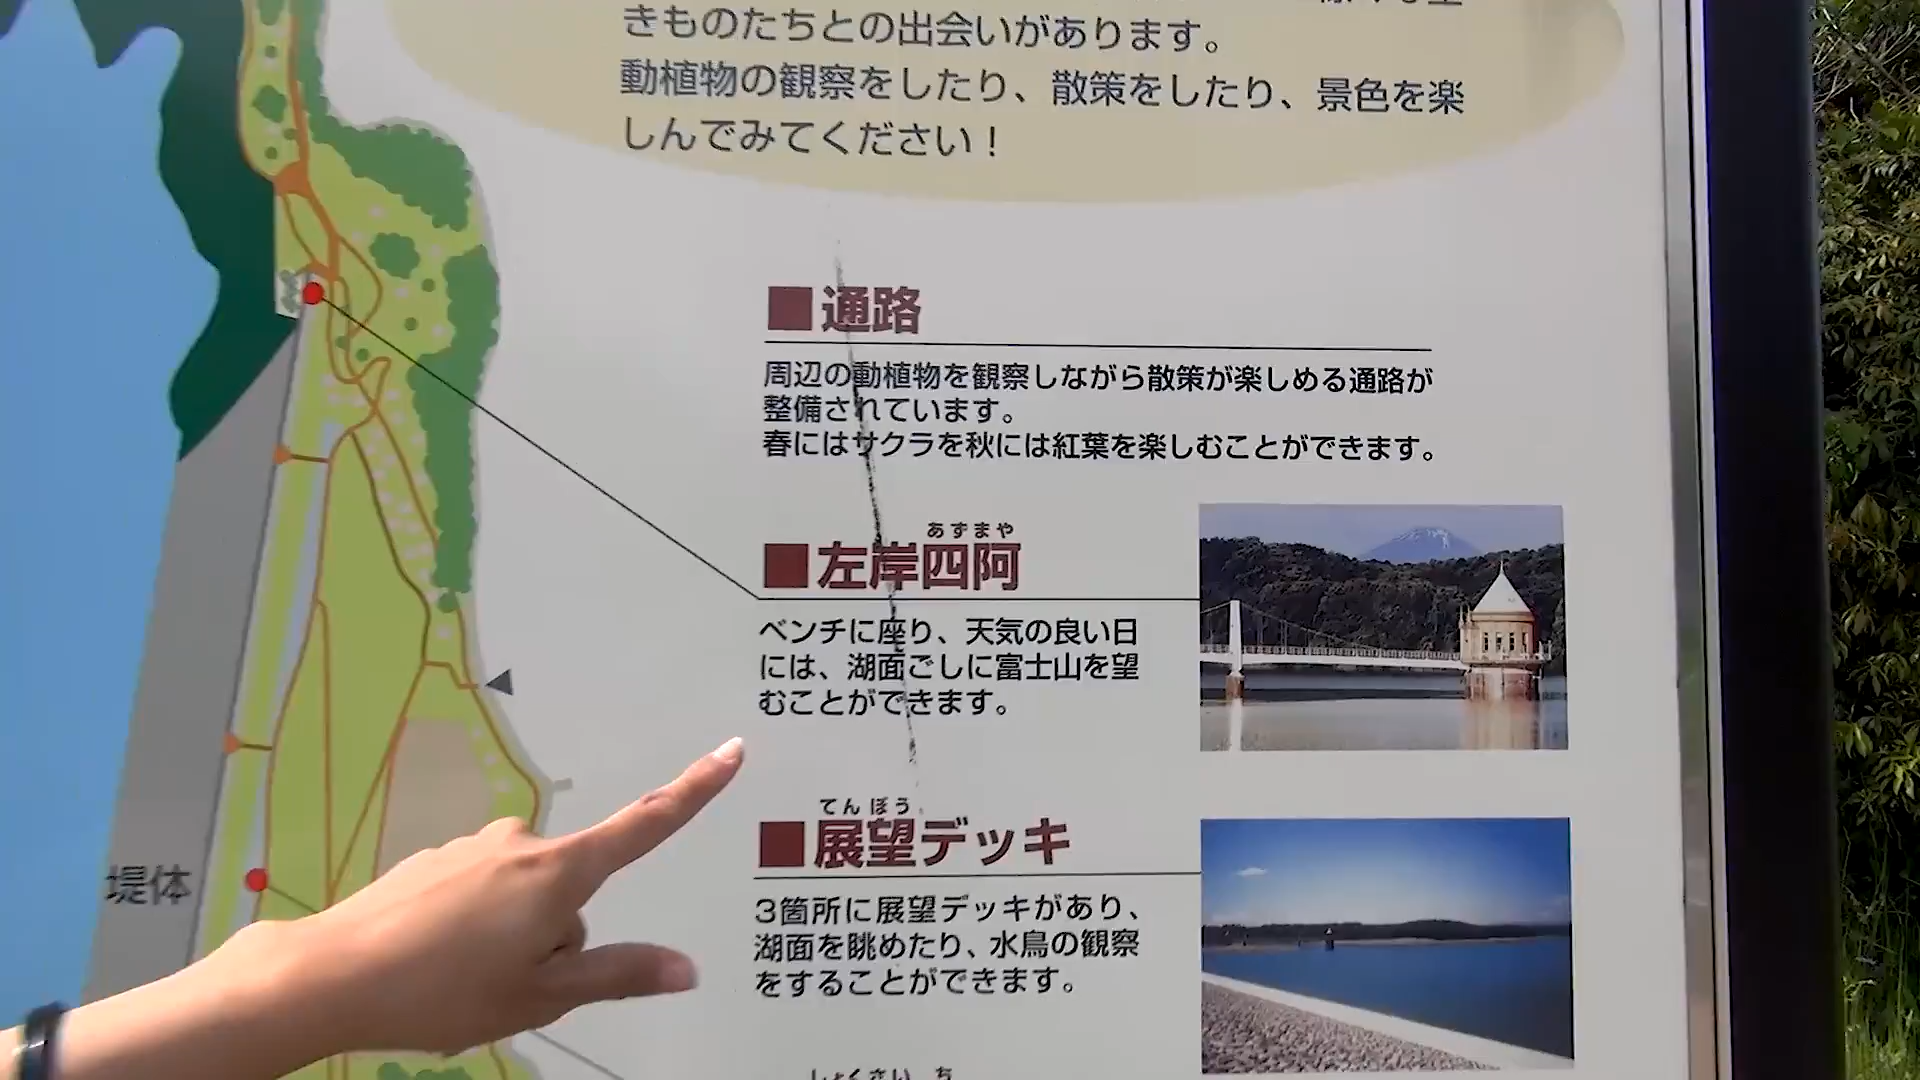 きものたちとの出会いがあります。
動植物の観察をしたり、散策をしたり、景色を楽
しんでみてください！
■通路
周辺の動植物を観察しながら散策が楽しめる通路が
整備されています。
春にはサクラを秋には紅葉を楽しむことができます。
あずまや
■左岸四阿
ベンチに座り、天気の良い日
には、湖面ごしに富士山を望
むことができます。
てんぼう
■展望デッキ
3箇所に展望デッキがあり、
湖面を眺めたり、水鳥の観察
をすることができます。
堤体
しょくさい ち